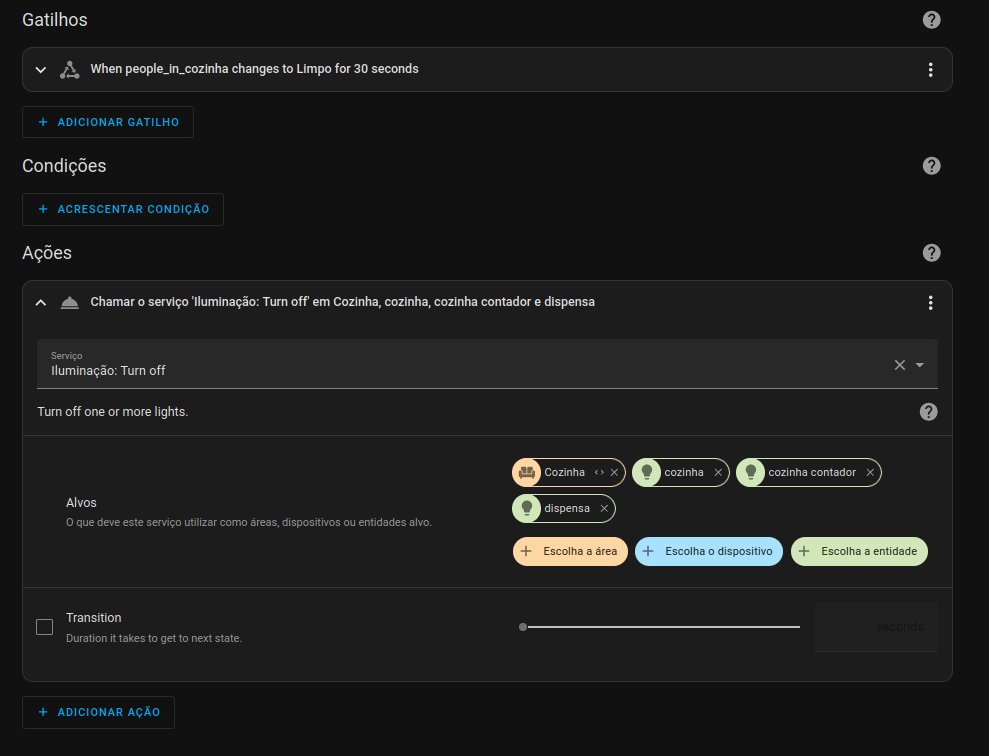 Gatilhos
When people_in_cozinha changes to Limpo for 30 seconds
+ ADICIONAR GATILHO
Condições
+ ACRESCENTAR CONDIÇÃO
Ações
Chamar o serviço 'Iluminação: Turn off' em Cozinha, cozinha, cozinha contador e dispensa
Serviço
Iluminação: Turn off
Turn off one or more lights.
Alvos
O que deve este serviço utilizar como áreas, dispositivos ou entidades alvo.
Cozinha cozinha cozinha contador
dispensa
+ Escolha a área + Escolha o dispositivo + Escolha a entidade
Transition
Duration it takes to get to next state.
seconds
+ ADICIONAR AÇÃO